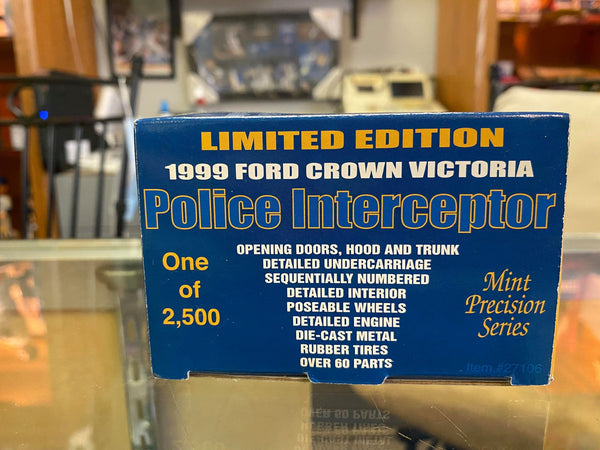 LIMITED EDITION
1999 FORD CROWN VICTORIA
Police Interceptor
One
of
2,500
OPENING DOORS, HOOD AND TRUNK
DETAILED UNDERCARRIAGE
SEQUENTIALLY NUMBERED
DETAILED INTERIOR
POSEABLE WHEELS
DETAILED ENGINE
DIE-CAST METAL
RUBBER TIRES
OVER 60 PARTS
Mint
Precision
Series
Item #27106